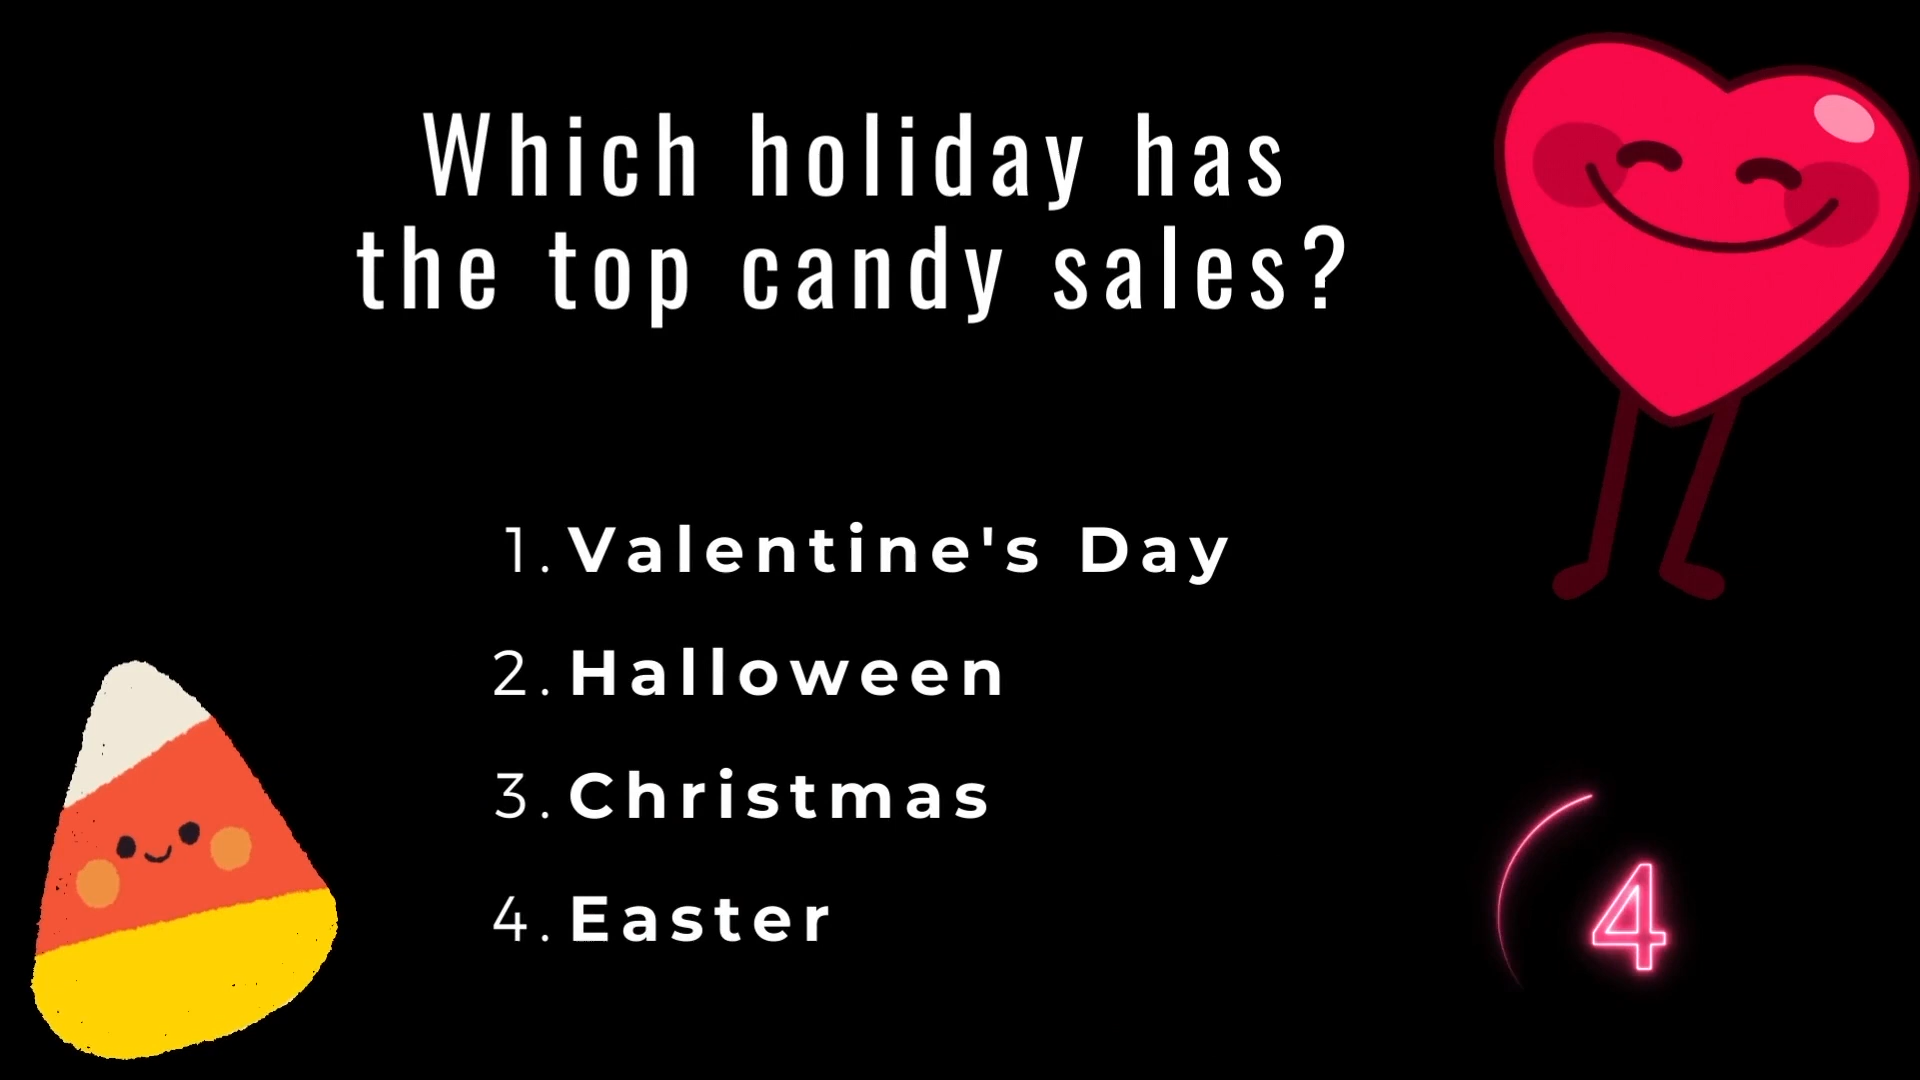 Which holiday has
the top candy sales?
1. Valentine's Day
2. Halloween
3. Christmas
4. Easter
4